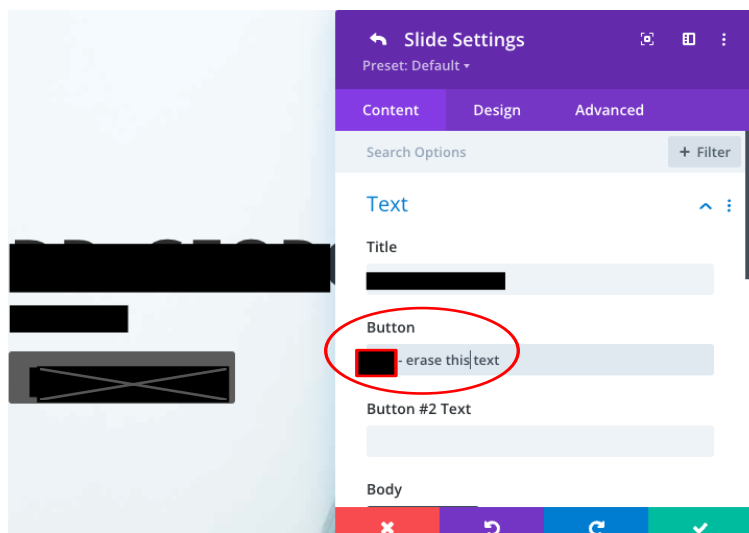 Slide Settings
Preset: Default
Content Design Advanced
Search Options + Filter
Text
Title
Button
- erase this text
Button #2 Text
Body